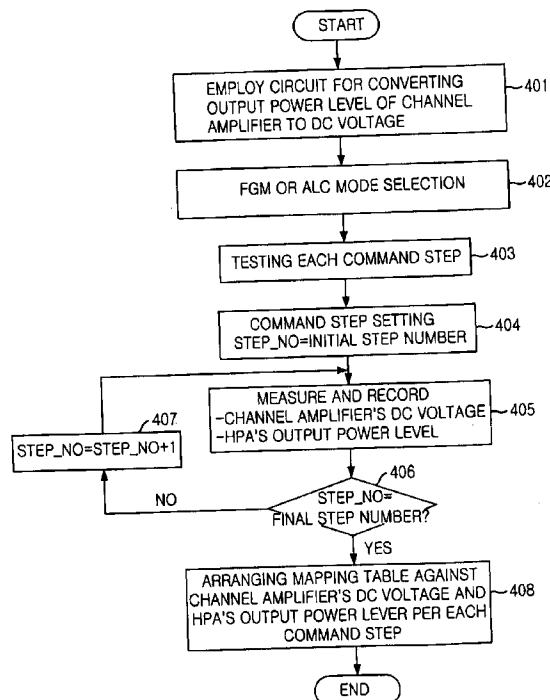 START
EMPLOY CIRCUIT FOR CONVERTING
OUTPUT POWER LEVEL OF CHANNEL
AMPLIFIER TO DC VOLTAGE
401
FGM OR ALC MODE SELECTION
402
TESTING EACH COMMAND STEP
403
COMMAND STEP SETTING
STEP_NO=INITIAL STEP NUMBER
404
MEASURE AND RECORD
-CHANNEL AMPLIFIER'S DC VOLTAGE
-HPA'S OUTPUT POWER LEVEL
405
407
STEP_NO=STEP_NO+1
406
STEP_NO=
FINAL STEP NUMBER?
NO
YES
ARRANGING MAPPING TABLE AGAINST
CHANNEL AMPLIFIER'S DC VOLTAGE AND
HPA'S OUTPUT POWER LEVER PER EACH
COMMAND STEP
408
END